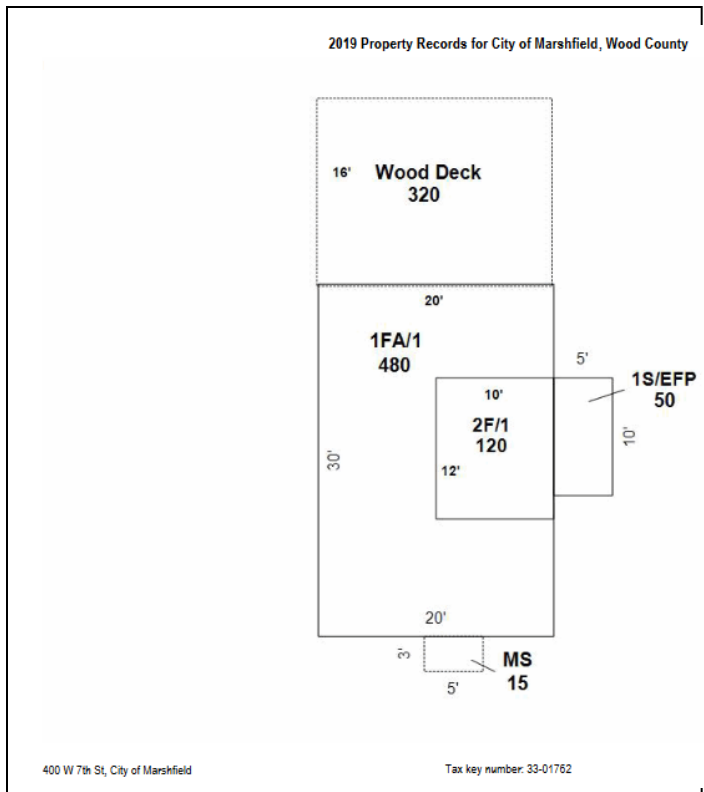 2019 Property Records for City of Marshfield, Wood County
16'
Wood Deck
320
20'
1FA/1
480
5'
1S/EFP
50
10'
2F/1
120
10'
12'
30'
20'
3'
MS
15
5'
400 W 7th St, City of Marshfield
Tax key number: 33-01762